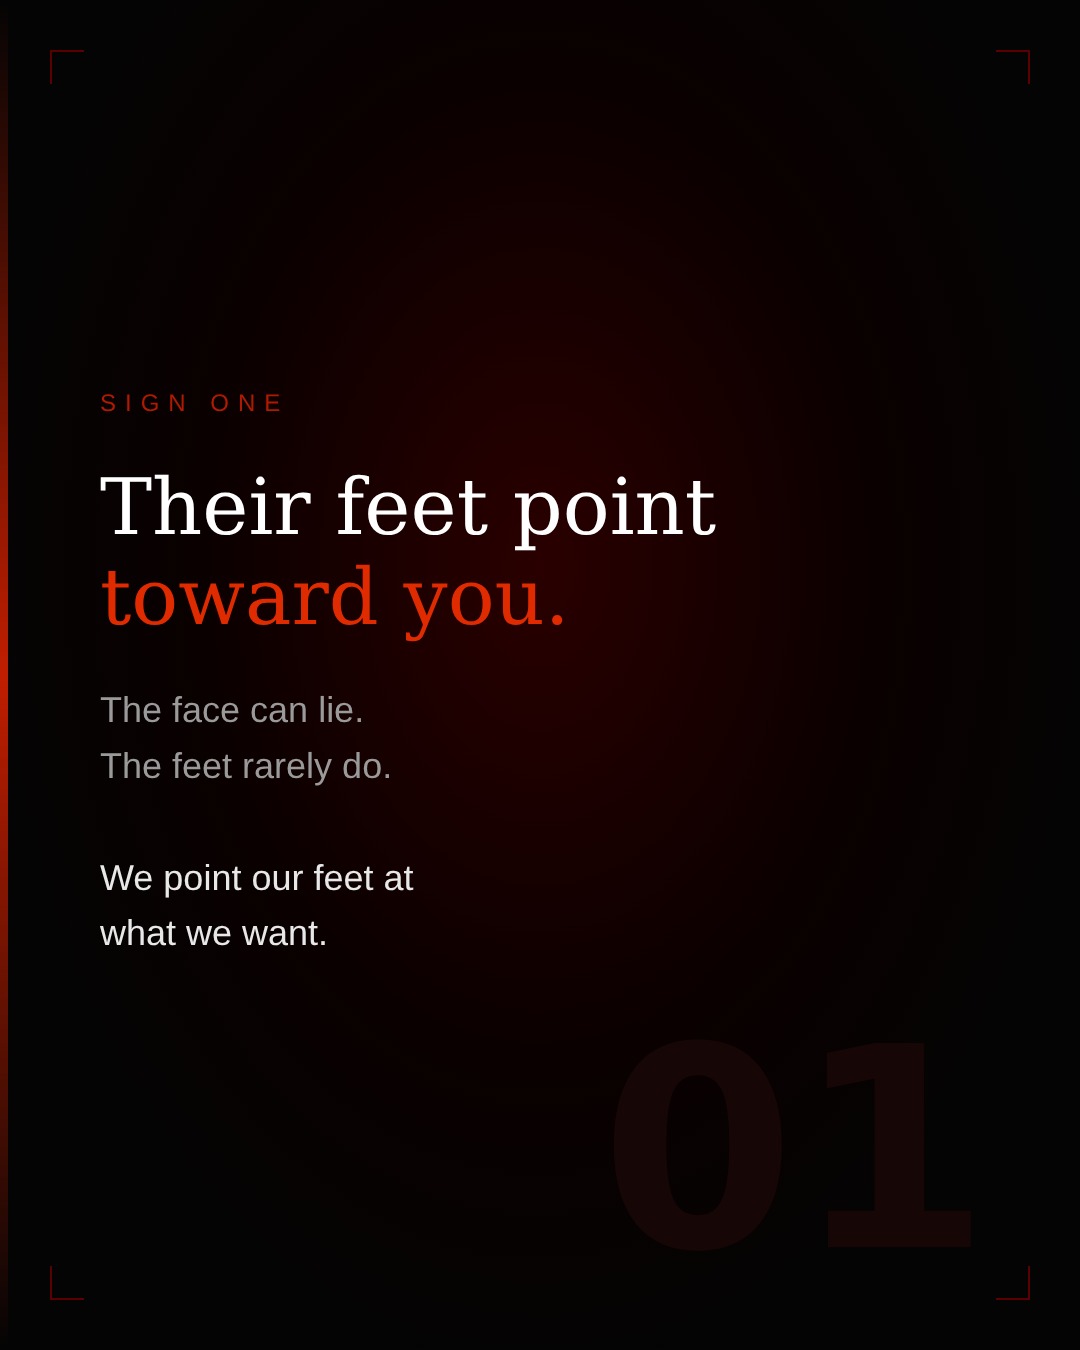 SIGN ONE
Their feet point
toward you.
The face can lie.
The feet rarely do.
We point our feet at
what we want.
01